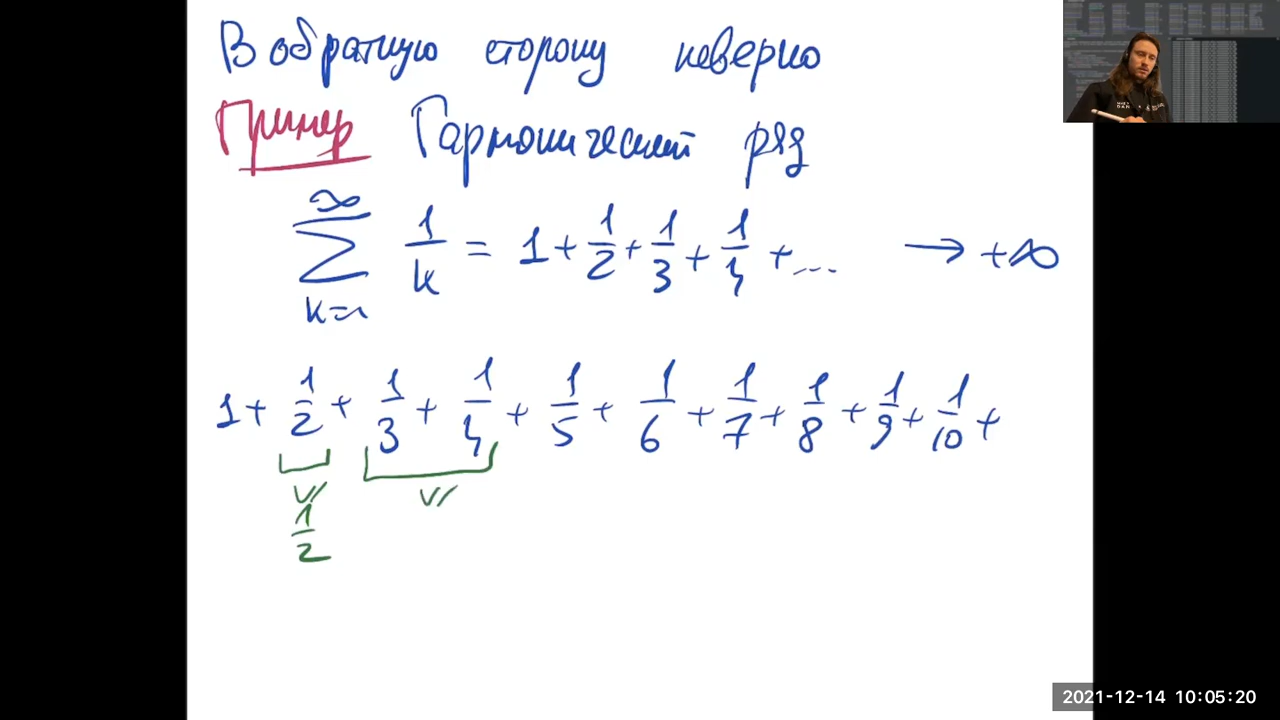 В обратную сторону неверно
Пример Гармонический ряд
∞
∑ 1/k = 1 + 1/2 + 1/3 + 1/4 + ... → +∞
k=1
1 + 1/2 + 1/3 + 1/4 + 1/5 + 1/6 + 1/7 + 1/8 + 1/9 + 1/10 +
V/ V/
1/2
2021-12-14 10:05:20